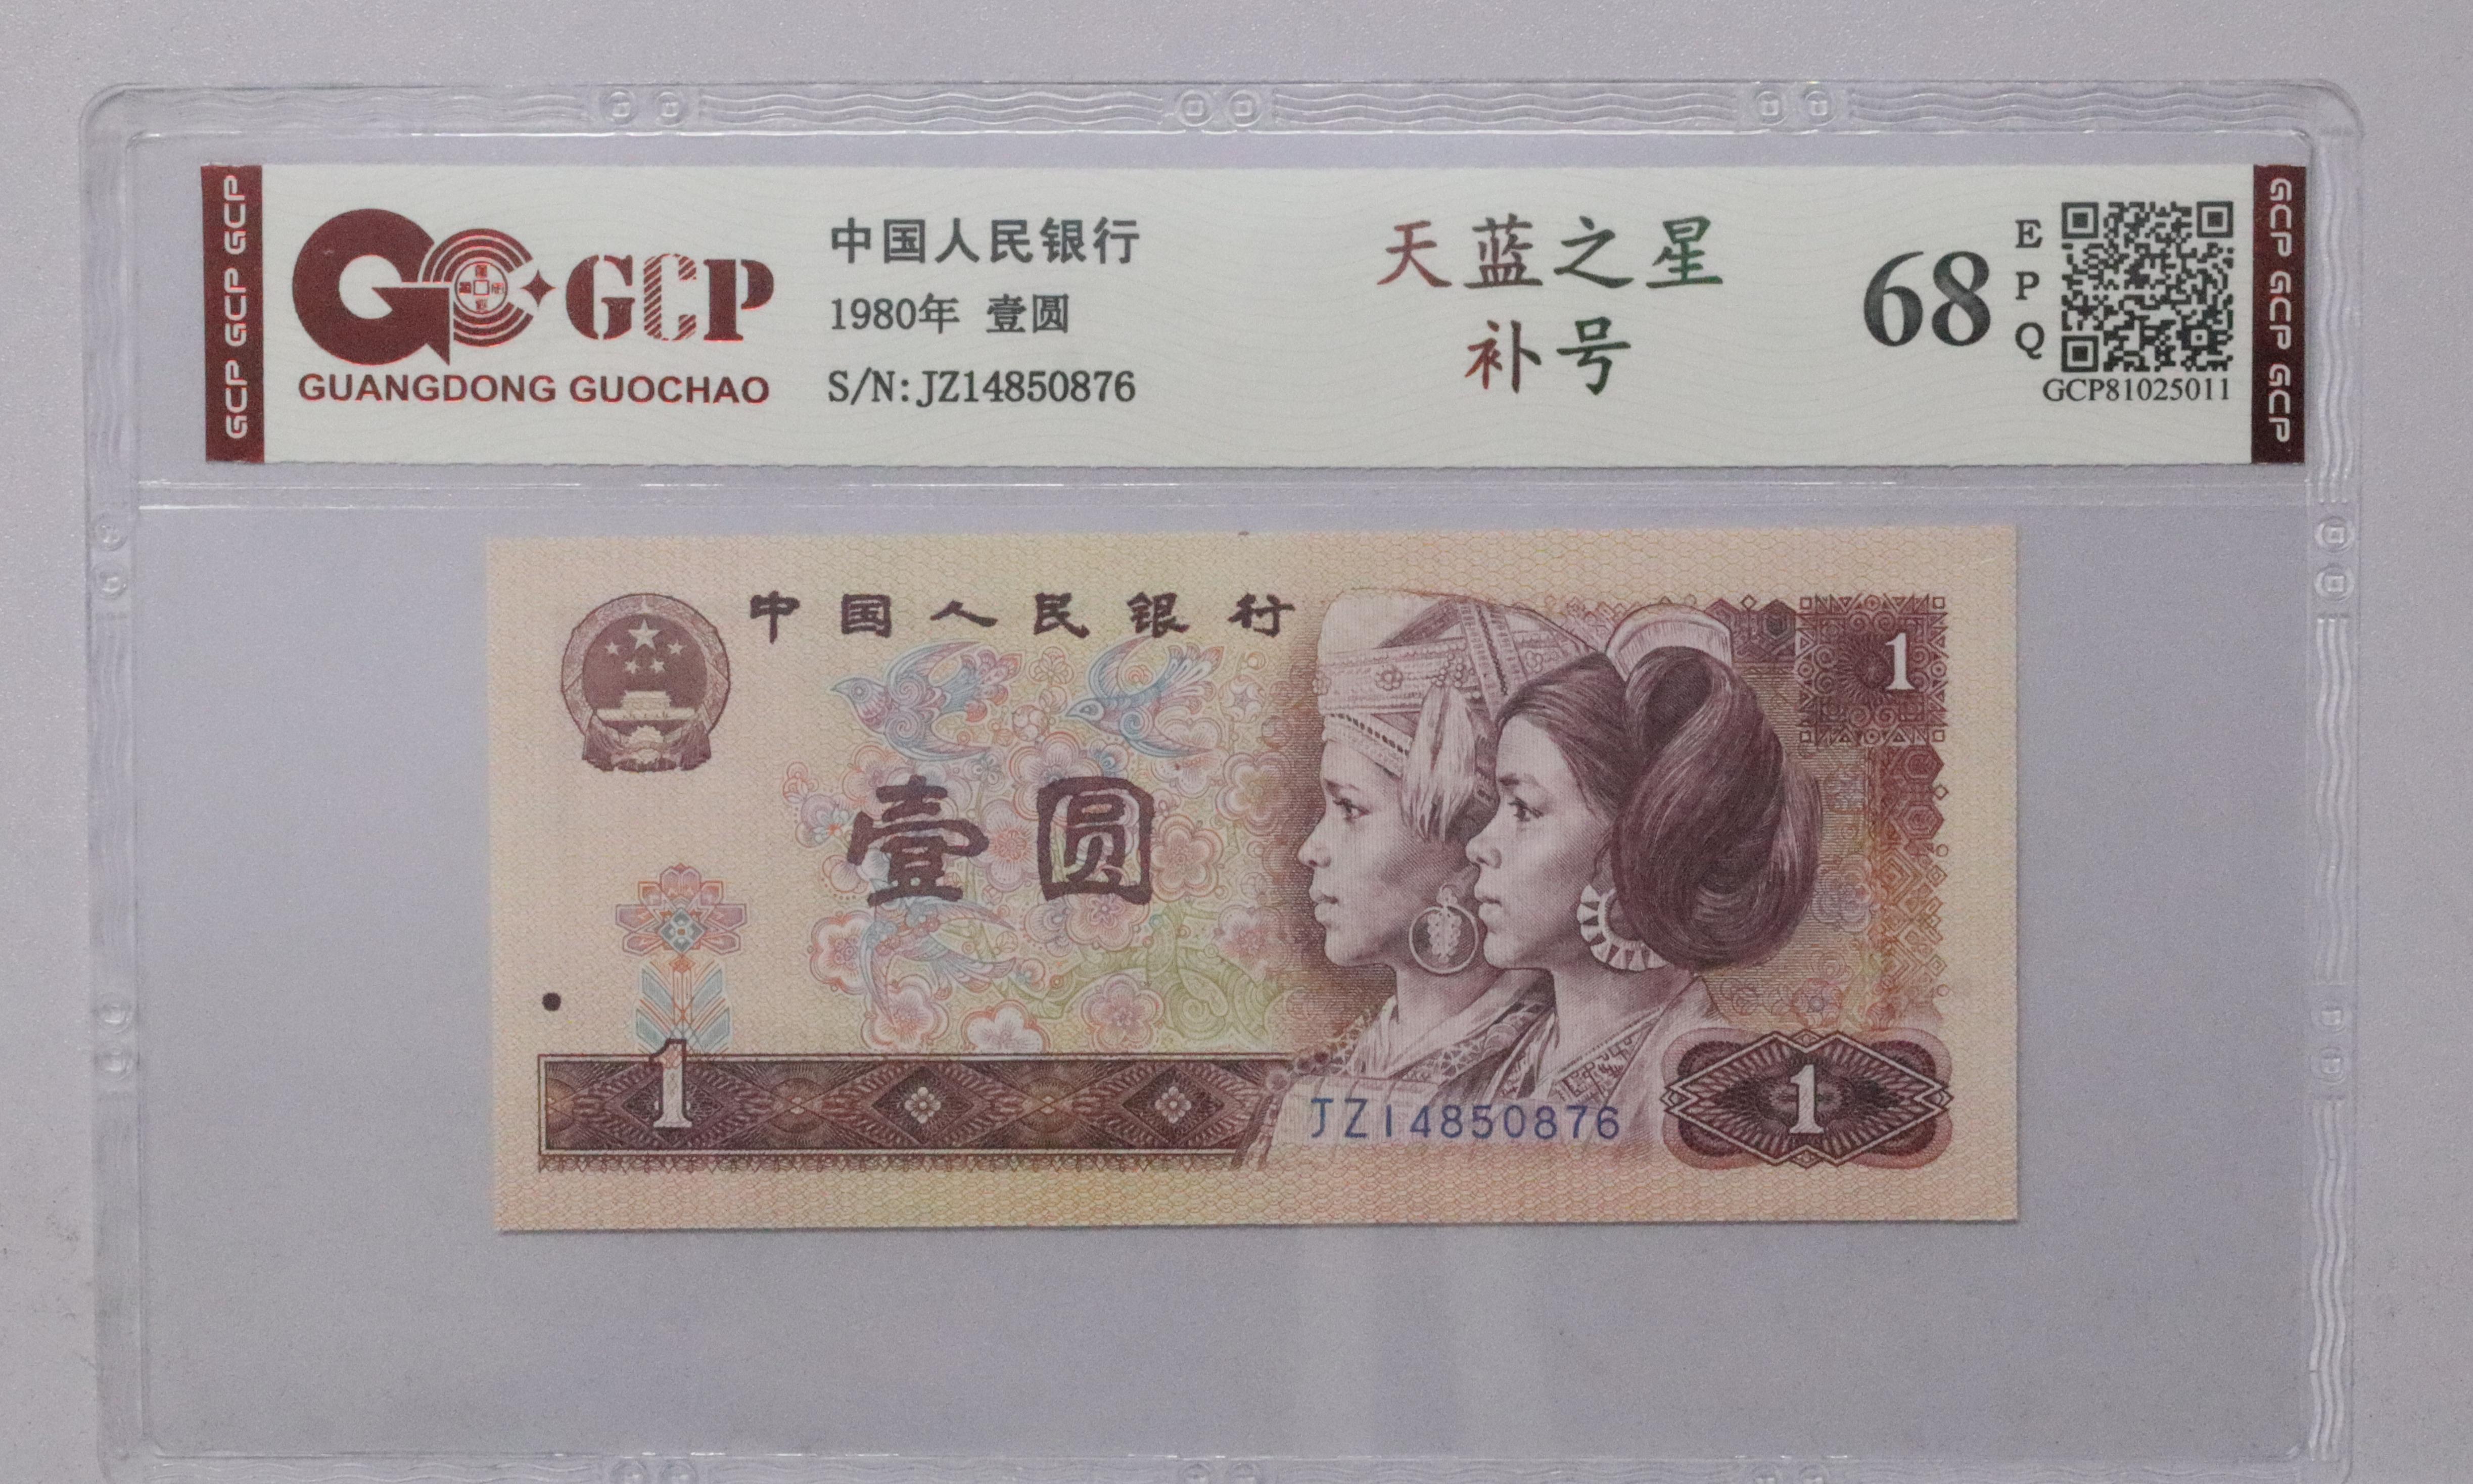 GCP GCP GCP
GCP
GUANGDONG GUOCHAO
中国人民银行
1980年 壹圆
S/N: JZ14850876
天蓝之星
补号
68
EPQ
GCP81025011
GCP GCP GCP
中国人民银行
1
壹圆
1
JZ14850876
1